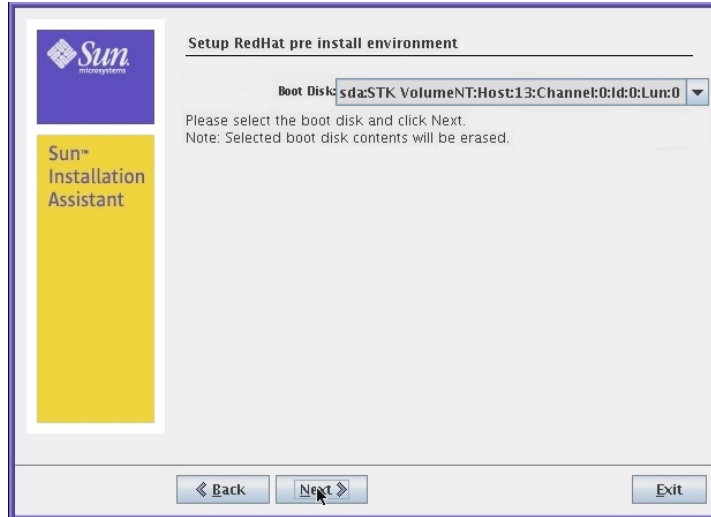 Sun
microsystems
Setup RedHat pre install environment
Boot Disk: sda:STK VolumeNT:Host:13:Channel:0:Id:0:Lun:0
Please select the boot disk and click Next.
Note: Selected boot disk contents will be erased.
Sun™
Installation
Assistant
Back
Next
Exit